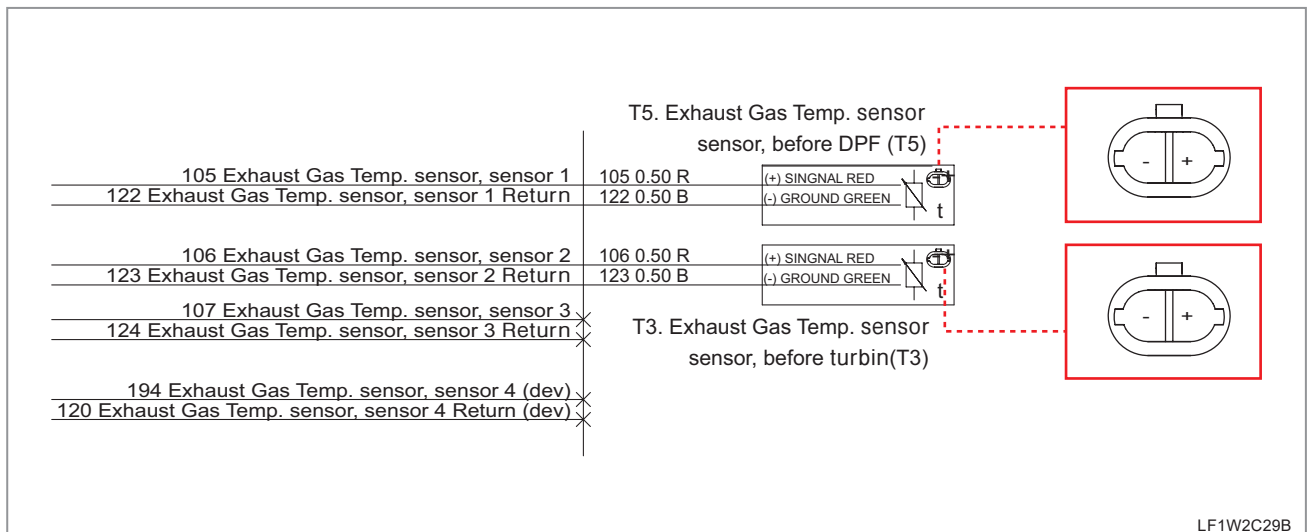 T5. Exhaust Gas Temp. sensor
sensor, before DPF (T5)
105 Exhaust Gas Temp. sensor, sensor 1
105 0.50 R
(+) SINGNAL RED
122 Exhaust Gas Temp. sensor, sensor 1 Return
122 0.50 B
(-) GROUND GREEN
t
- +
106 Exhaust Gas Temp. sensor, sensor 2
106 0.50 R
(+) SINGNAL RED
123 Exhaust Gas Temp. sensor, sensor 2 Return
123 0.50 B
(-) GROUND GREEN
t
- +
107 Exhaust Gas Temp. sensor, sensor 3
124 Exhaust Gas Temp. sensor, sensor 3 Return
T3. Exhaust Gas Temp. sensor
sensor, before turbin(T3)
194 Exhaust Gas Temp. sensor, sensor 4 (dev)
120 Exhaust Gas Temp. sensor, sensor 4 Return (dev)
LF1W2C29B